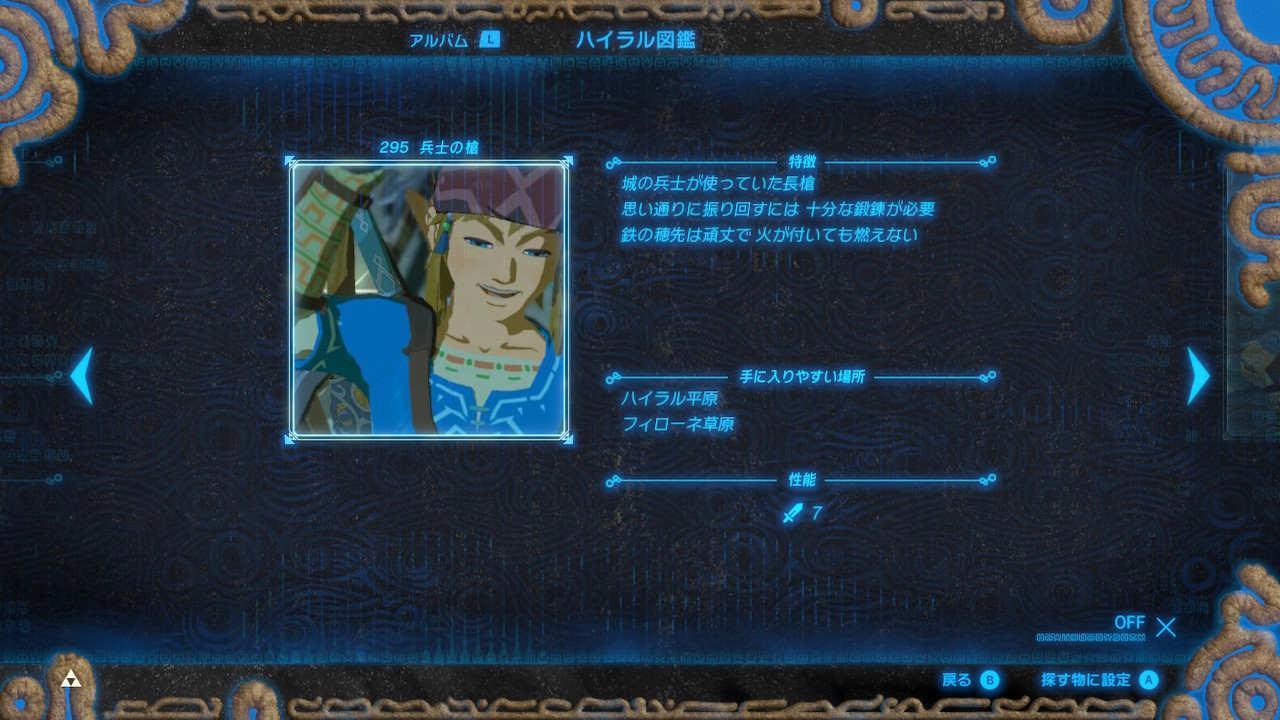 アルバム L
ハイラル図鑑
295 兵士の槍
特徴
城の兵士が使っていた長槍
思い通りに振り回すには 十分な鍛錬が必要
鉄の穂先は頑丈で 火が付いても燃えない
手に入りやすい場所
ハイラル平原
フィローネ草原
性能
7
OFF
戻る B
探す物に設定 A